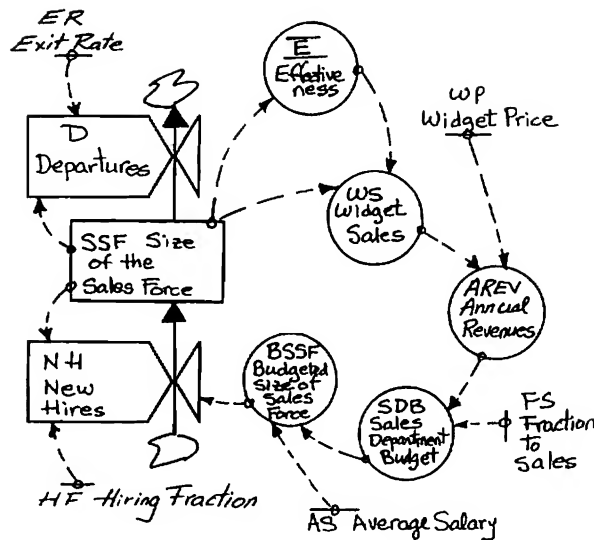 ER
Exit Rate
D
Departures
SSF Size
of the
Sales Force
NH
New
Hires
HF Hiring Fraction
E
Effective
ness
WS
Widget
Sales
WP
Widget Price
AREV
Annual
Revenues
BSSF
Budgeted
Size of
Sales
Force
SDB
Sales
Department
Budget
FS
Fraction
to
Sales
AS Average Salary